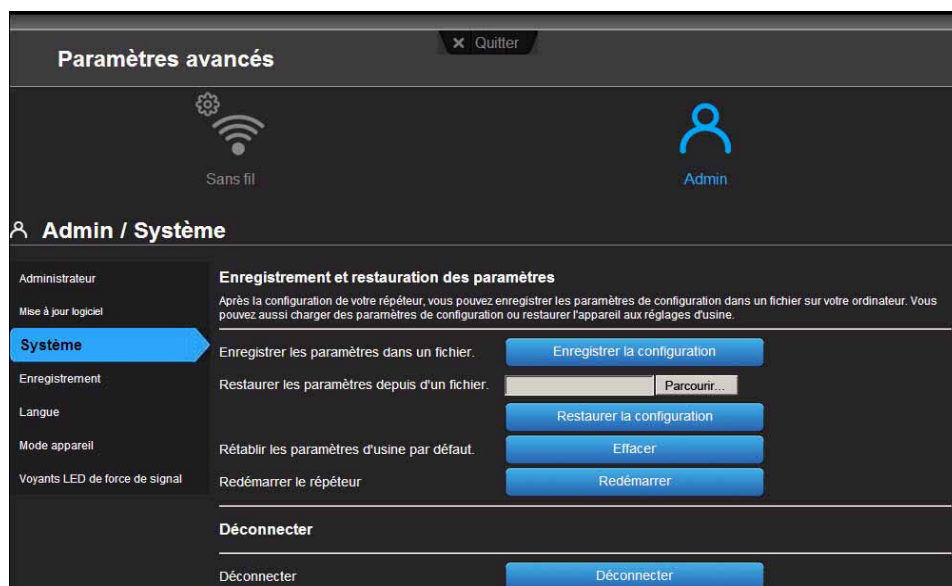 Quitter
Paramètres avancés
Sans fil
Admin
Admin / Système
Administrateur
Mise à jour logiciel
Système
Enregistrement
Langue
Mode appareil
Voyants LED de force de signal
Enregistrement et restauration des paramètres
Après la configuration de votre répéteur, vous pouvez enregistrer les paramètres de configuration dans un fichier sur votre ordinateur. Vous
pouvez aussi charger des paramètres de configuration ou restaurer l'appareil aux réglages d'usine.
Enregistrer les paramètres dans un fichier.
Enregistrer la configuration
Restaurer les paramètres depuis d'un fichier.
Parcourir...
Restaurer la configuration
Rétablir les paramètres d'usine par défaut.
Effacer
Redémarrer le répéteur
Redémarrer
Déconnecter
Déconnecter
Déconnecter